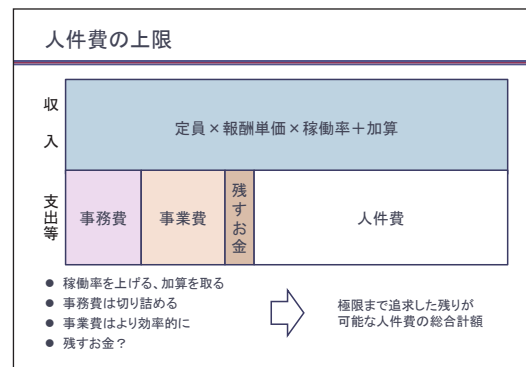 人件費の上限
収入
定員×報酬単価×稼働率＋加算
支出等
事務費
事業費
残すお金
人件費
● 稼働率を上げる、加算を取る
● 事務費は切り詰める
● 事業費はより効率的に
● 残すお金？
極限まで追求した残りが
可能な人件費の総合計額